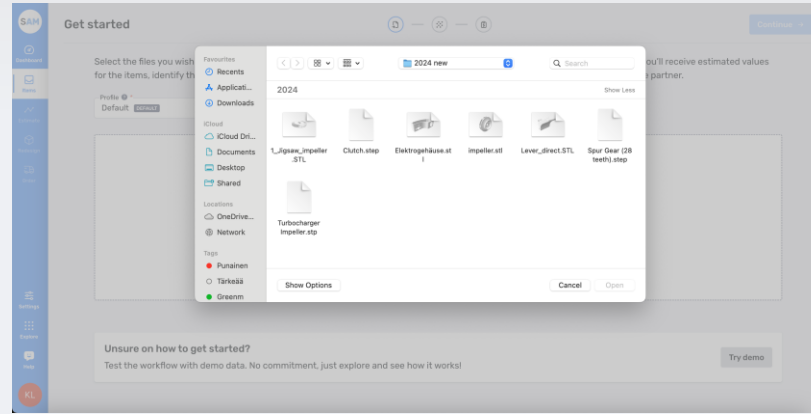 SAM
Get started
Continue
Select the files you wish
ou'll receive estimated values
for the items, identify th
partner.
Profile
Default DEFAULT
Settings
Explore
Help
KL
Favourites
Recents
Applicati...
Downloads
iCloud
iCloud Dri...
Documents
Desktop
Shared
Locations
OneDrive...
Network
Tags
Punainen
Tärkeää
Greenm
2024 new
Search
2024
Show Less
1_Jigsaw_impeller
.STL
Clutch.step
Elektrogehäuse.st
l
impeller.stl
Lever_direct.STL
Spur Gear (28
teeth).step
Turbocharger
Impeller.stp
Show Options
Cancel
Open
Unsure on how to get started?
Test the workflow with demo data. No commitment, just explore and see how it works!
Try demo